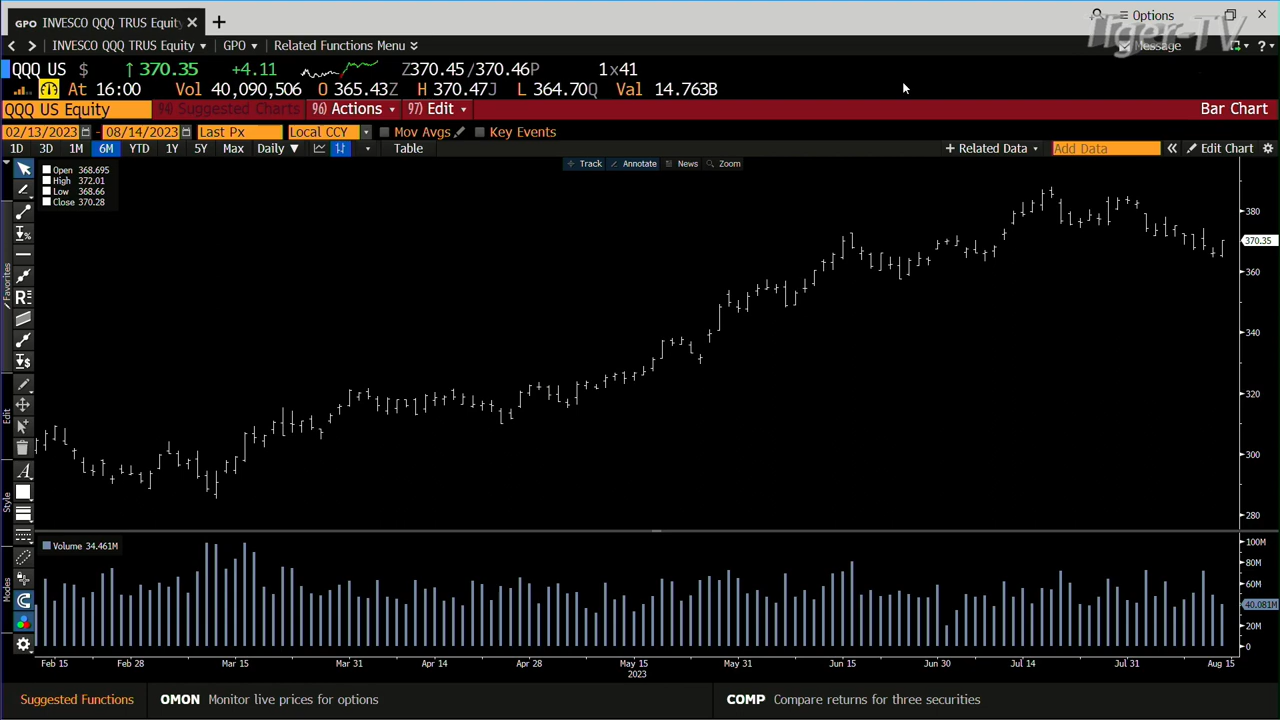 GPO INVESCO QQQ TRUS Equity × +
Options
Tiger-TV
INVESCO QQQ TRUS Equity GPO Related Functions Menu Message ?
QQQ US $ ↑ 370.35 +4.11 Z370.45/370.46P 1x41
At 16:00 Vol 40,090,506 O 365.43Z H 370.47J L 364.70Q Val 14.763B
QQQ US Equity 94) Suggested Charts 96) Actions 97) Edit Bar Chart
02/13/2023 - 08/14/2023 Last Px Local CCY Mov Avgs Key Events
1D 3D 1M 6M YTD 1Y 5Y Max Daily ▼ Table + Related Data Add Data « Edit Chart
Track Annotate News Zoom
Open 368.695
High 372.01
Low 368.66
Close 370.28
380
370.35
360
340
320
300
280
Favorites
Edit
Style
Modes
Volume 34.461M
100M
80M
60M
40.081M
20M
0
Feb 15 Feb 28 Mar 15 Mar 31 Apr 14 Apr 28 May 15 May 31 Jun 15 Jun 30 Jul 14 Jul 31 Aug 15
2023
Suggested Functions OMON Monitor live prices for options COMP Compare returns for three securities